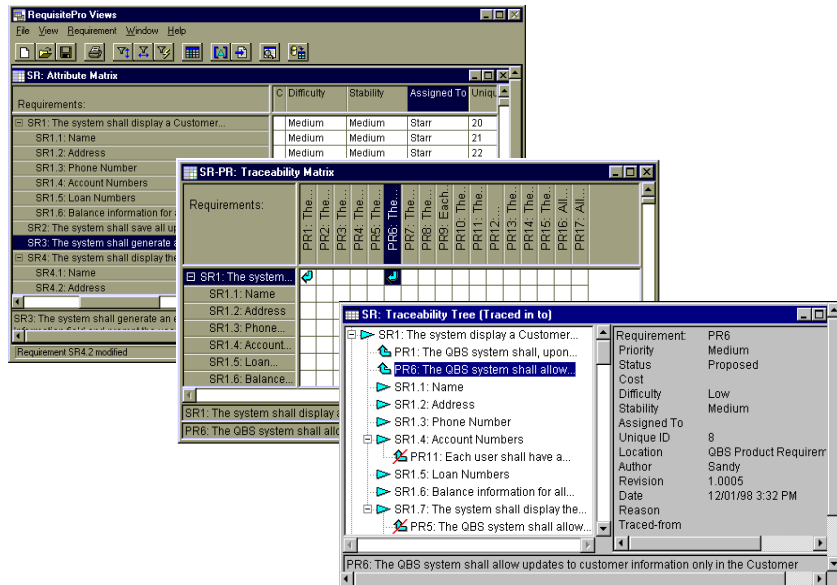 RequisitePro Views
File View Requirement Window Help
SR: Attribute Matrix
Requirements: C Difficulty Stability Assigned To Uniqu
SR1: The system shall display a Customer... Medium Medium Starr 20
SR1.1: Name Medium Medium Starr 21
SR1.2: Address Medium Medium Starr 22
SR1.3: Phone Number
SR1.4: Account Numbers
SR1.5: Loan Numbers
SR1.6: Balance information for
SR2: The system shall save all u
SR3: The system shall generate a
SR4: The system shall display the
SR4.1: Name
SR4.2: Address
SR3: The system shall generate an e
Requirement SR4.2 modified
SR-PR: Traceability Matrix
Requirements:
PR1: The...
PR2: The...
PR3: The...
PR4: The...
PR5: The...
PR6: The...
PR7: The...
PR8: The...
PR9: Each...
PR10: The...
PR11: The...
PR12:...
PR13: The...
PR14: The...
PR15: The...
PR16: All...
PR17: All...
SR1: The system...
SR1.1: Name
SR1.2: Address
SR1.3: Phone...
SR1.4: Account...
SR1.5: Loan...
SR1.6: Balance...
SR1: The system shall display a
PR6: The QBS system shall allo
SR: Traceability Tree (Traced in to)
SR1: The system display a Customer...
PR1: The QBS system shall, upon...
PR6: The QBS system shall allow...
SR1.1: Name
SR1.2: Address
SR1.3: Phone Number
SR1.4: Account Numbers
PR11: Each user shall have a...
SR1.5: Loan Numbers
SR1.6: Balance information for all...
SR1.7: The system shall display the...
PR5: The QBS system shall allow...
Requirement: PR6
Priority Medium
Status Proposed
Cost
Difficulty Low
Stability Medium
Assigned To
Unique ID 8
Location QBS Product Requirem
Author Sandy
Revision 1.0005
Date 12/01/98 3:32 PM
Reason
Traced-from
PR6: The QBS system shall allow updates to customer information only in the Customer